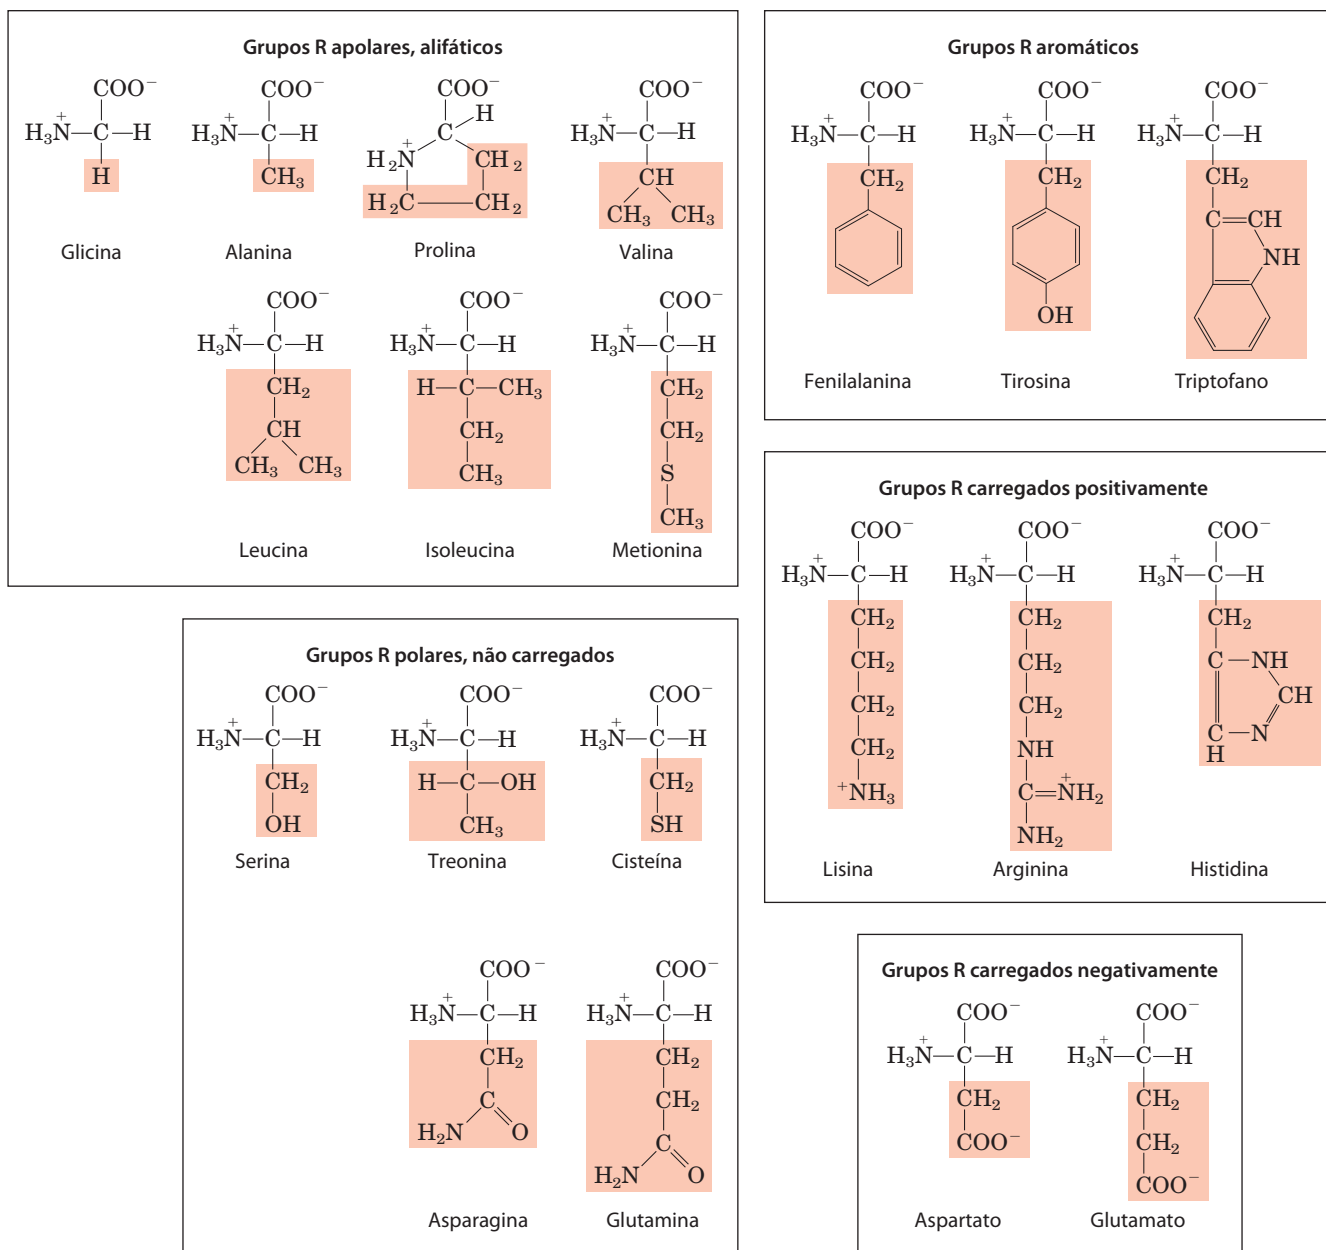 Grupos R apolares, alifáticos
COO⁻ COO⁻ COO⁻ COO⁻
H₃N⁺—C—H H₃N⁺—C—H H₂N⁺ C H H₃N⁺—C—H
H CH₃ CH₂ CH
H₂C CH₂ CH₃ CH₃
Glicina Alanina Prolina Valina
COO⁻ COO⁻ COO⁻
H₃N⁺—C—H H₃N⁺—C—H H₃N⁺—C—H
CH₂ H—C—CH₃ CH₂
CH CH₂ CH₂
CH₃ CH₃ CH₃ S
CH₃
Leucina Isoleucina Metionina
Grupos R aromáticos
COO⁻ COO⁻ COO⁻
H₃N⁺—C—H H₃N⁺—C—H H₃N⁺—C—H
CH₂ CH₂ CH₂
C=CH
NH
OH
Fenilalanina Tirosina Triptofano
Grupos R carregados positivamente
COO⁻ COO⁻ COO⁻
H₃N⁺—C—H H₃N⁺—C—H H₃N⁺—C—H
CH₂ CH₂ CH₂
CH₂ CH₂ C—NH
CH₂ CH₂ CH
CH₂ NH C—N
H
⁺NH₃ C=N⁺H₂
NH₂
Lisina Arginina Histidina
Grupos R polares, não carregados
COO⁻ COO⁻ COO⁻
H₃N⁺—C—H H₃N⁺—C—H H₃N⁺—C—H
CH₂ H—C—OH CH₂
OH CH₃ SH
Serina Treonina Cisteína
COO⁻ COO⁻
H₃N⁺—C—H H₃N⁺—C—H
CH₂ CH₂
C CH₂
H₂N O C
H₂N O
Asparagina Glutamina
Grupos R carregados negativamente
COO⁻ COO⁻
H₃N⁺—C—H H₃N⁺—C—H
CH₂ CH₂
COO⁻ CH₂
COO⁻
Aspartato Glutamato